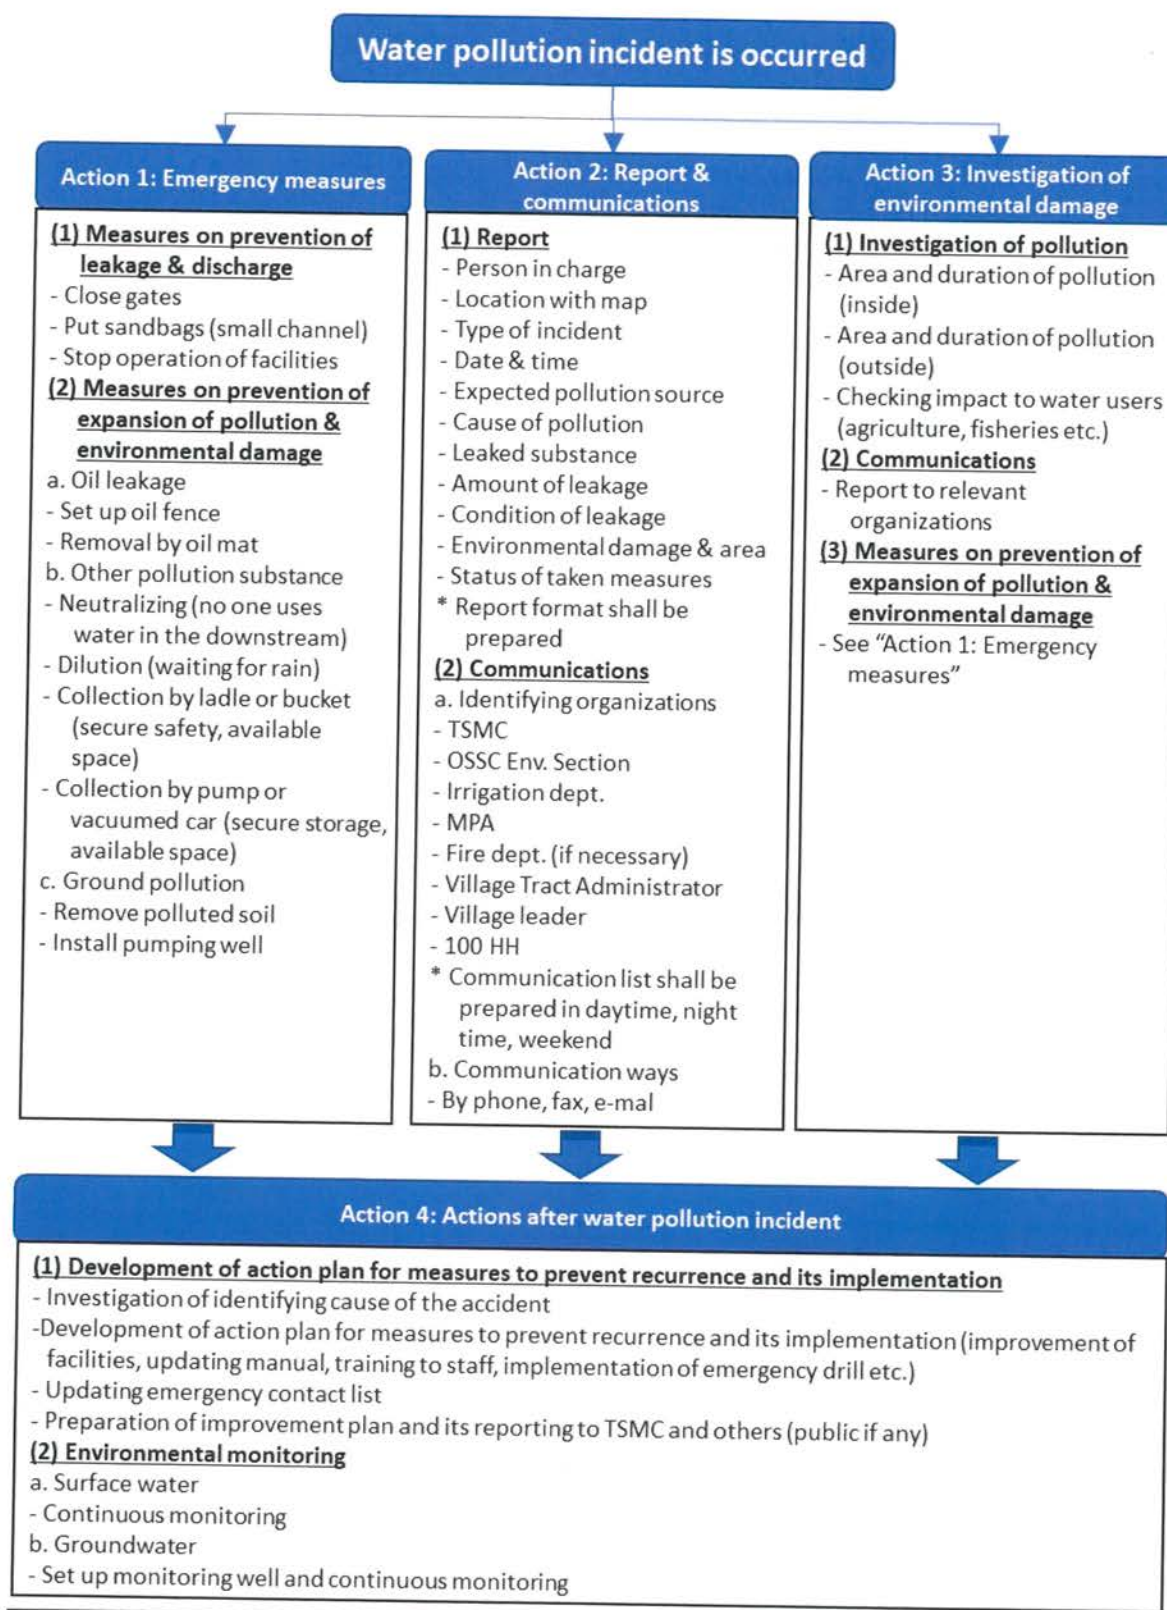 Water pollution incident is occurred
Action 1: Emergency measures
(1) Measures on prevention of
leakage & discharge
- Close gates
- Put sandbags (small channel)
- Stop operation of facilities
(2) Measures on prevention of
expansion of pollution &
environmental damage
a. Oil leakage
- Set up oil fence
- Removal by oil mat
b. Other pollution substance
- Neutralizing (no one uses
water in the downstream)
- Dilution (waiting for rain)
- Collection by ladle or bucket
(secure safety, available
space)
- Collection by pump or
vacuumed car (secure storage,
available space)
c. Ground pollution
- Remove polluted soil
- Install pumping well
Action 2: Report &
communications
(1) Report
- Person in charge
- Location with map
- Type of incident
- Date & time
- Expected pollution source
- Cause of pollution
- Leaked substance
- Amount of leakage
- Condition of leakage
- Environmental damage & area
- Status of taken measures
* Report format shall be
prepared
(2) Communications
a. Identifying organizations
- TSMC
- OSSC Env. Section
- Irrigation dept.
- MPA
- Fire dept. (if necessary)
- Village Tract Administrator
- Village leader
- 100 HH
* Communication list shall be
prepared in daytime, night
time, weekend
b. Communication ways
- By phone, fax, e-mal
Action 3: Investigation of
environmental damage
(1) Investigation of pollution
- Area and duration of pollution
(inside)
- Area and duration of pollution
(outside)
- Checking impact to water users
(agriculture, fisheries etc.)
(2) Communications
- Report to relevant
organizations
(3) Measures on prevention of
expansion of pollution &
environmental damage
- See "Action 1: Emergency
measures"
Action 4: Actions after water pollution incident
(1) Development of action plan for measures to prevent recurrence and its implementation
- Investigation of identifying cause of the accident
-Development of action plan for measures to prevent recurrence and its implementation (improvement of
facilities, updating manual, training to staff, implementation of emergency drill etc.)
- Updating emergency contact list
- Preparation of improvement plan and its reporting to TSMC and others (public if any)
(2) Environmental monitoring
a. Surface water
- Continuous monitoring
b. Groundwater
- Set up monitoring well and continuous monitoring